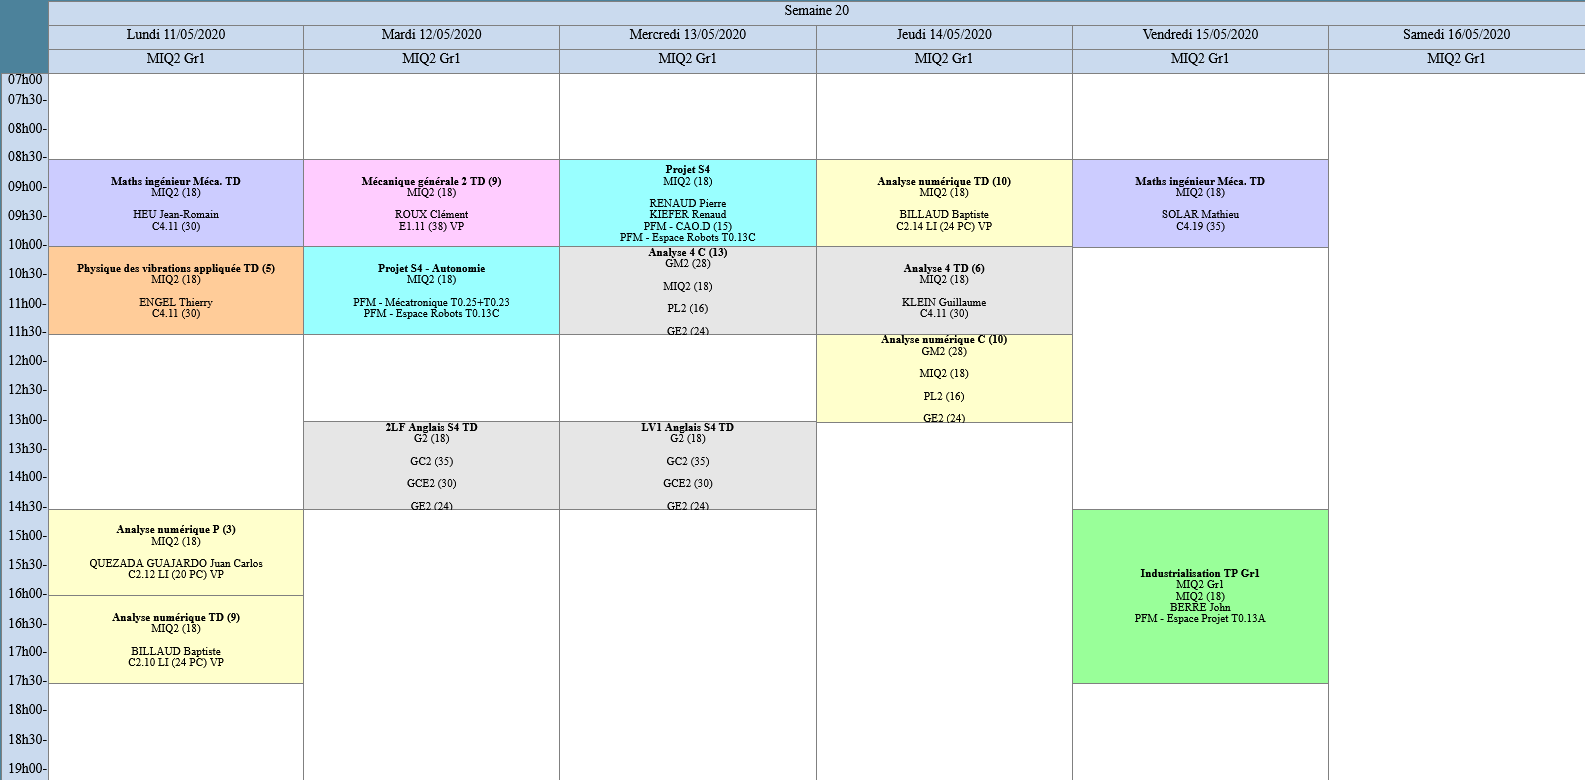 Semaine 20
Lundi 11/05/2020
Mardi 12/05/2020
Mercredi 13/05/2020
Jeudi 14/05/2020
Vendredi 15/05/2020
Samedi 16/05/2020
MIQ2 Gr1
MIQ2 Gr1
MIQ2 Gr1
MIQ2 Gr1
MIQ2 Gr1
MIQ2 Gr1
07h00
07h30-
08h00-
08h30-
09h00-
09h30-
10h00-
10h30-
11h00-
11h30-
12h00-
12h30-
13h00-
13h30-
14h00-
14h30-
15h00-
15h30-
16h00-
16h30-
17h00-
17h30-
18h00-
18h30-
19h00-
Maths ingénieur Méca. TD
MIQ2 (18)
HEU Jean-Romain
C4.11 (30)
Physique des vibrations appliquée TD (5)
MIQ2 (18)
ENGEL Thierry
C4.11 (30)
Analyse numérique P (3)
MIQ2 (18)
QUEZADA GUAJARDO Juan Carlos
C2.12 LI (20 PC) VP
Analyse numérique TD (9)
MIQ2 (18)
BILLAUD Baptiste
C2.10 LI (24 PC) VP
Mécanique générale 2 TD (9)
MIQ2 (18)
ROUX Clément
E1.11 (38) VP
Projet S4 - Autonomie
MIQ2 (18)
PFM - Mécatronique T0.25+T0.23
PFM - Espace Robots T0.13C
2LF Anglais S4 TD
G2 (18)
GC2 (35)
GCE2 (30)
GE2 (24)
Projet S4
MIQ2 (18)
RENAUD Pierre
KIEFER Renaud
PFM - CAO.D (15)
PFM - Espace Robots T0.13C
Analyse 4 C (13)
GM2 (28)
MIQ2 (18)
PL2 (16)
GE2 (24)
LV1 Anglais S4 TD
G2 (18)
GC2 (35)
GCE2 (30)
GE2 (24)
Analyse numérique TD (10)
MIQ2 (18)
BILLAUD Baptiste
C2.14 LI (24 PC) VP
Analyse 4 TD (6)
MIQ2 (18)
KLEIN Guillaume
C4.11 (30)
Analyse numérique C (10)
GM2 (28)
MIQ2 (18)
PL2 (16)
GE2 (24)
Maths ingénieur Méca. TD
MIQ2 (18)
SOLAR Mathieu
C4.19 (35)
Industrialisation TP Gr1
MIQ2 Gr1
MIQ2 (18)
BERRE John
PFM - Espace Projet T0.13A